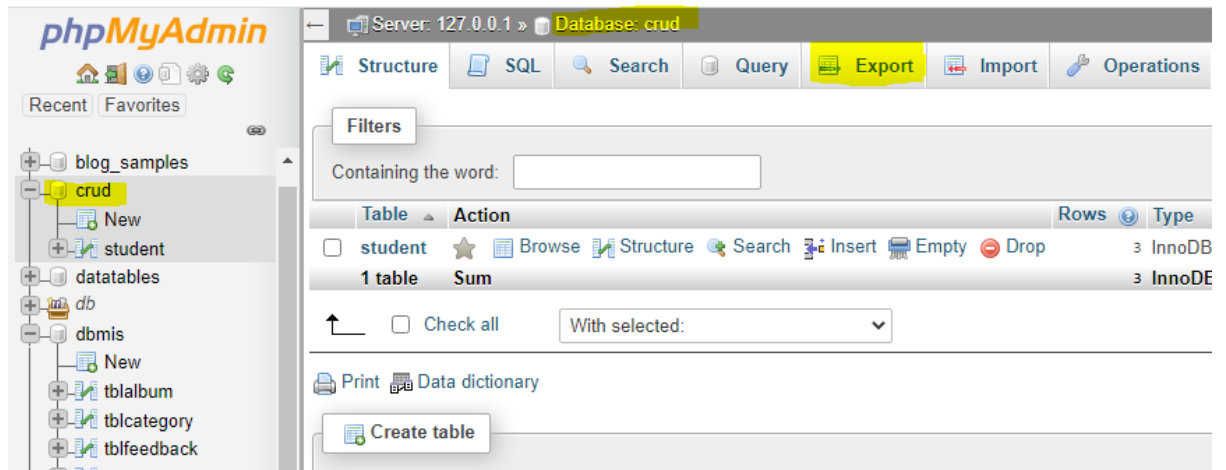 phpMyAdmin
Recent Favorites
blog_samples
crud
New
student
datatables
db
dbmis
New
tblalbum
tblcategory
tblfeedback
← Server: 127.0.0.1 » Database: crud
Structure SQL Search Query Export Import Operations
Filters
Containing the word:
Table Action Rows Type
student Browse Structure Search Insert Empty Drop 3 InnoDB
1 table Sum 3 InnoDB
Check all With selected:
Print Data dictionary
Create table